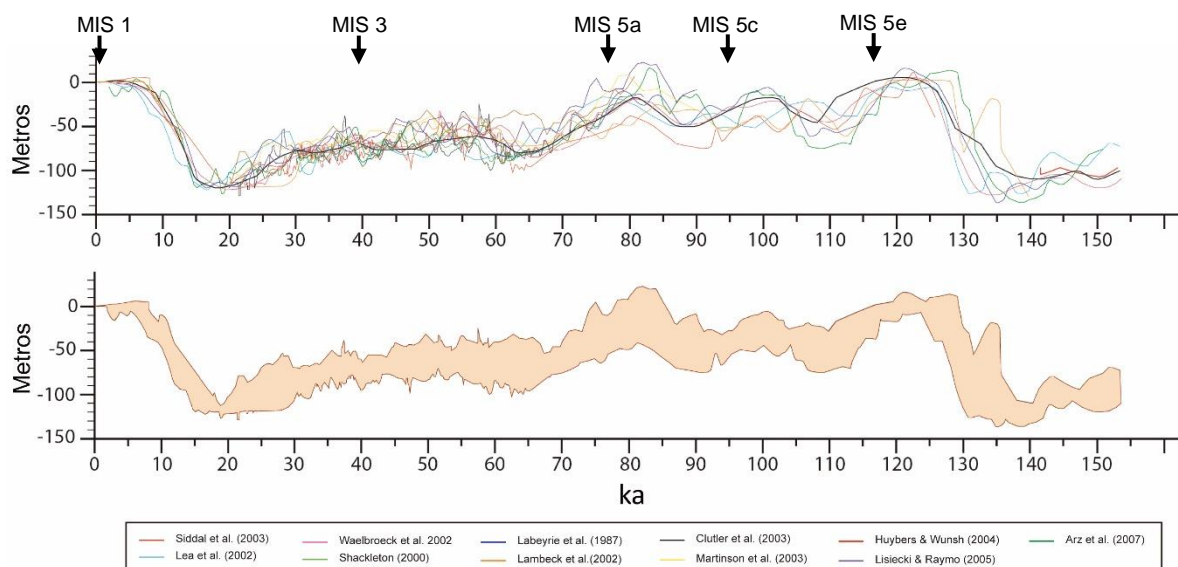 MIS 1 MIS 3 MIS 5a MIS 5c MIS 5e
Metros
0
-50
-100
-150
0 10 20 30 40 50 60 70 80 90 100 110 120 130 140 150
Metros
0
-50
-100
-150
0 10 20 30 40 50 60 70 80 90 100 110 120 130 140 150
ka
Siddal et al. (2003) Waelbroeck et al. 2002 Labeyrie et al. (1987) Clutler et al. (2003) Huybers & Wunsh (2004) Arz et al. (2007)
Lea et al. (2002) Shackleton (2000) Lambeck et al.(2002) Martinson et al. (2003) Lisiecki & Raymo (2005)